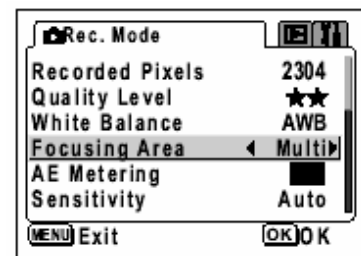 Rec. Mode
Recorded Pixels 2304
Quality Level ★★
White Balance AWB
Focusing Area Multi
AE Metering
Sensitivity Auto
MENU Exit OK OK